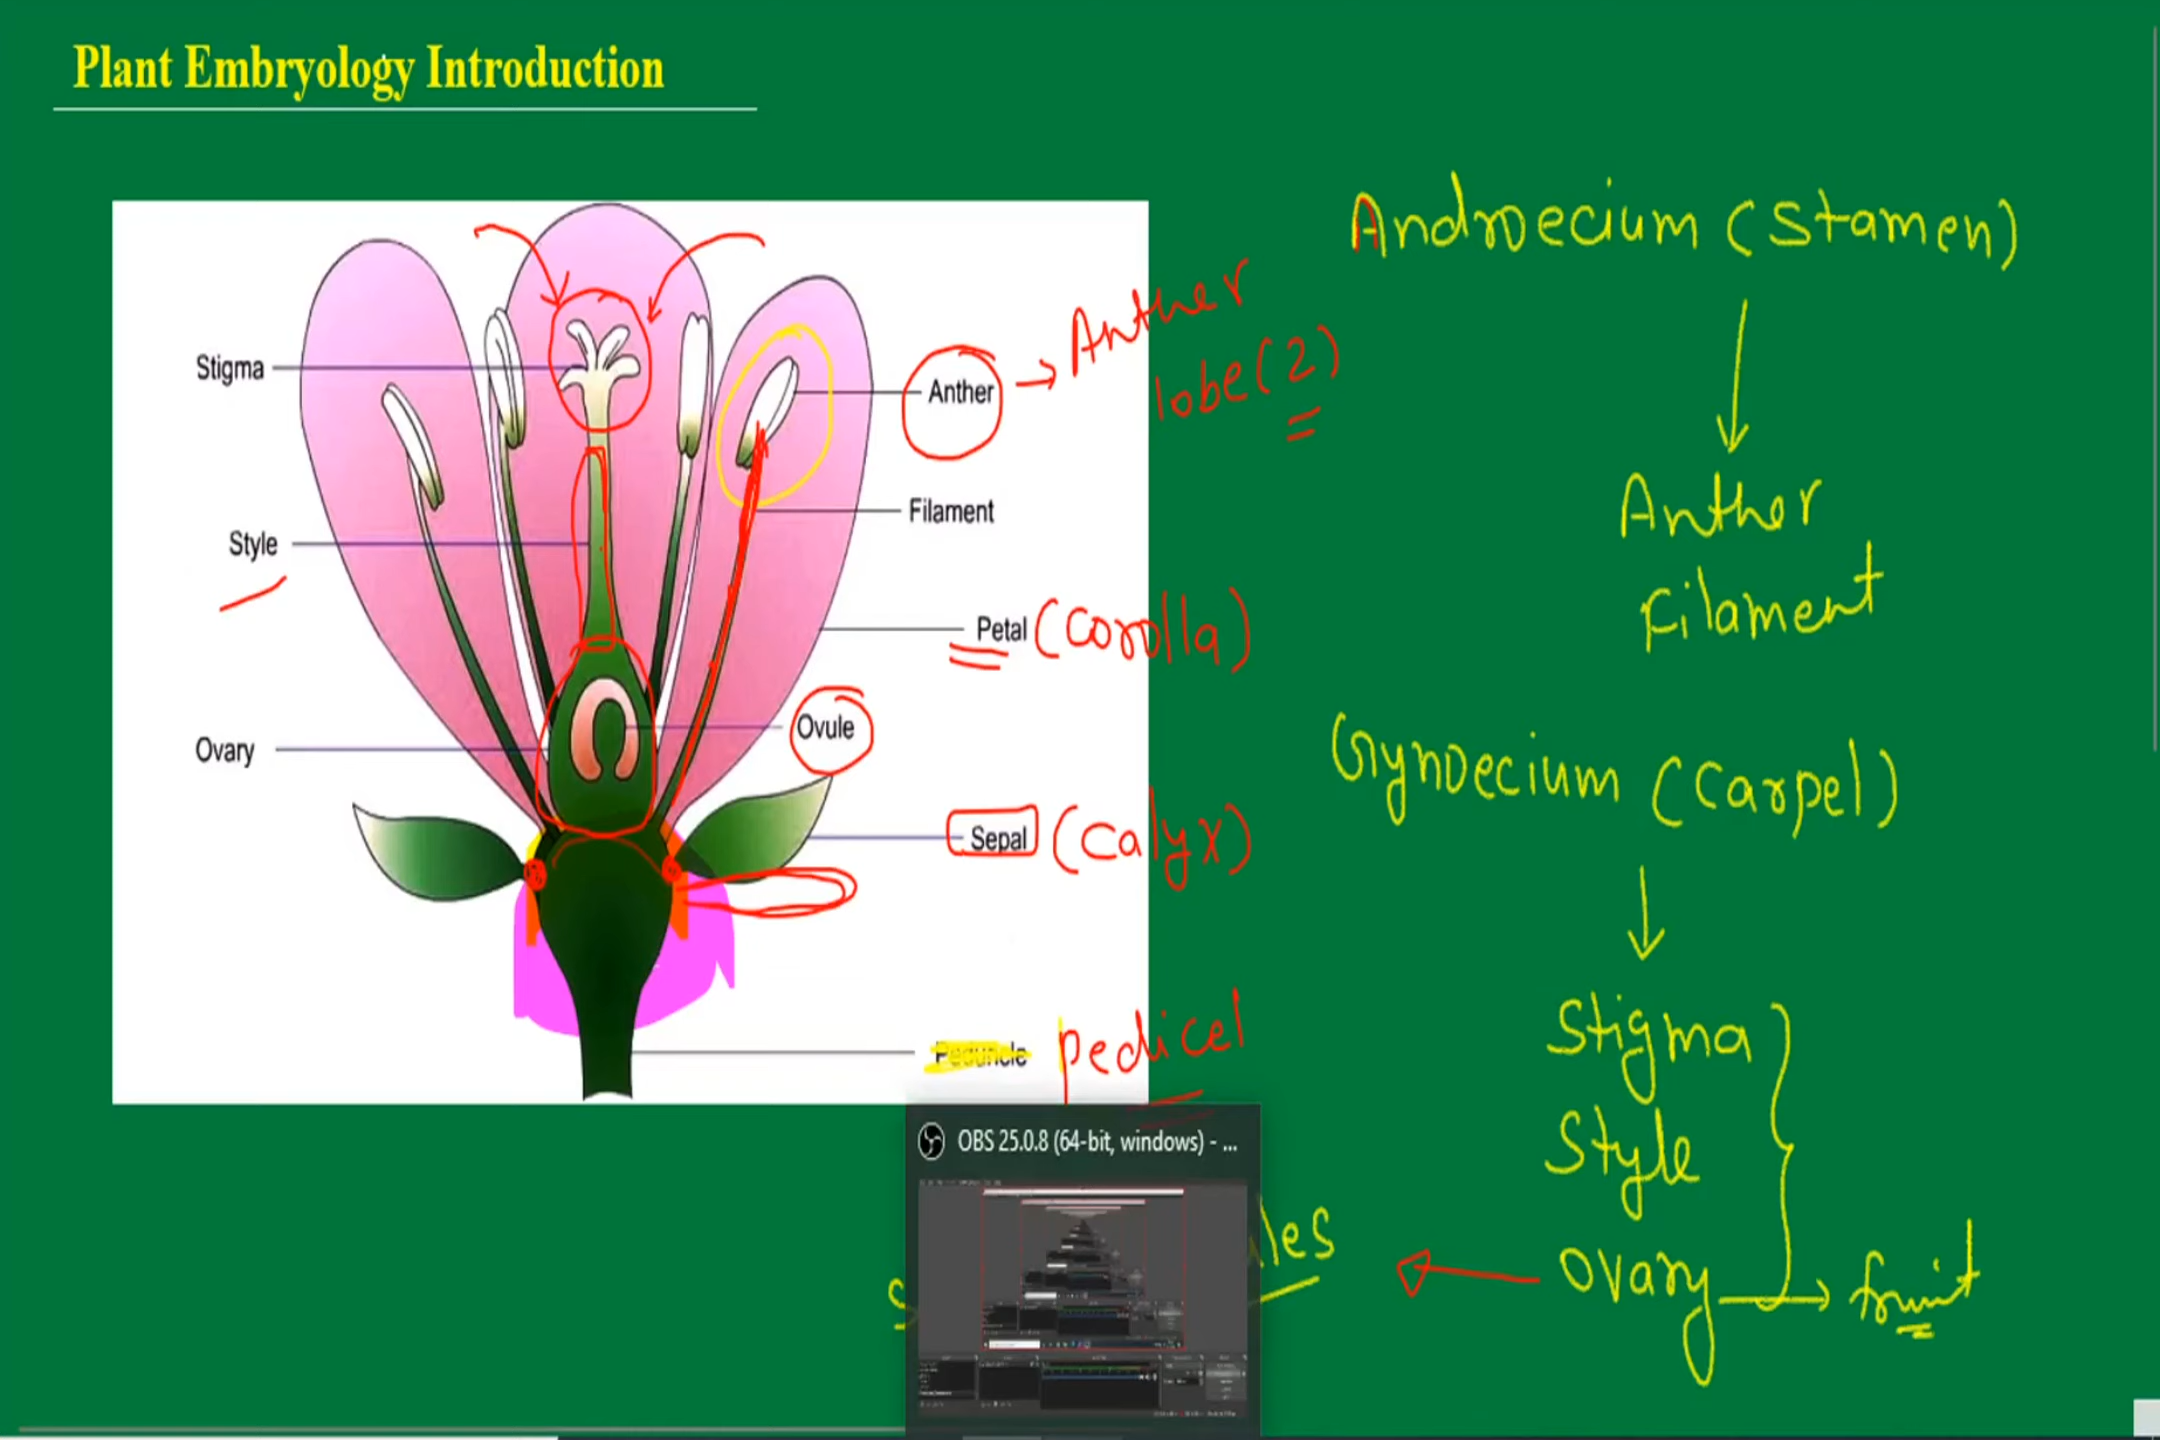 Plant Embryology Introduction
Androecium (Stamen)
Anther
Filament
Stigma
Anther
Anther
lobe (2)
Filament
Style
Petal (Corolla)
Ovule
Ovary
Sepal (Calyx)
Gynoecium (Carpel)
Peduncle pedicel
Stigma
Style
Ovary
fruit
OBS 25.0.8 (64-bit, windows) - ...